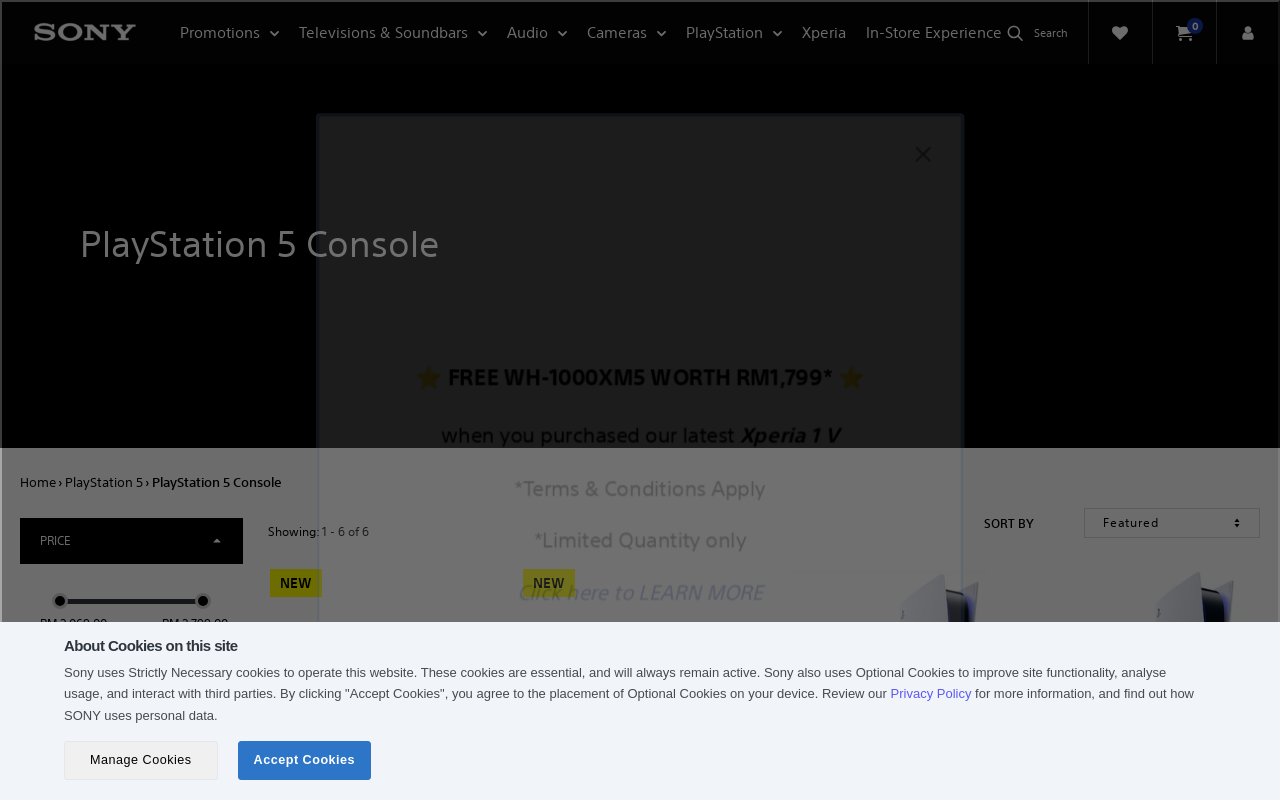 SONY
Promotions Televisions & Soundbars Audio Cameras PlayStation Xperia In-Store Experience Search 0
PlayStation 5 Console
⭐ FREE WH-1000XM5 WORTH RM1,799* ⭐
when you purchased our latest Xperia 1 V
*Terms & Conditions Apply
*Limited Quantity only
Click here to LEARN MORE
Home › PlayStation 5 › PlayStation 5 Console
PRICE
Showing: 1 - 6 of 6
SORT BY Featured
NEW NEW
About Cookies on this site
Sony uses Strictly Necessary cookies to operate this website. These cookies are essential, and will always remain active. Sony also uses Optional Cookies to improve site functionality, analyse
usage, and interact with third parties. By clicking "Accept Cookies", you agree to the placement of Optional Cookies on your device. Review our Privacy Policy for more information, and find out how
SONY uses personal data.
Manage Cookies Accept Cookies